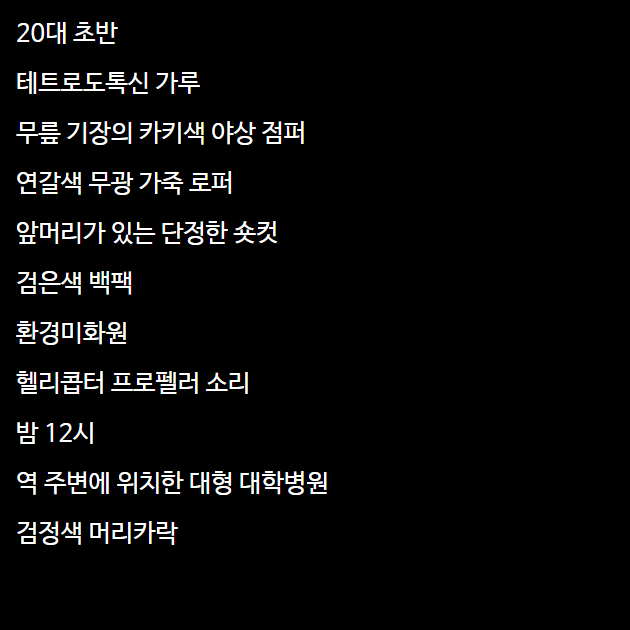 20대 초반
테트로도톡신 가루
무릎 기장의 카키색 야상 점퍼
연갈색 무광 가죽 로퍼
앞머리가 있는 단정한 숏컷
검은색 백팩
환경미화원
헬리콥터 프로펠러 소리
밤 12시
역 주변에 위치한 대형 대학병원
검정색 머리카락